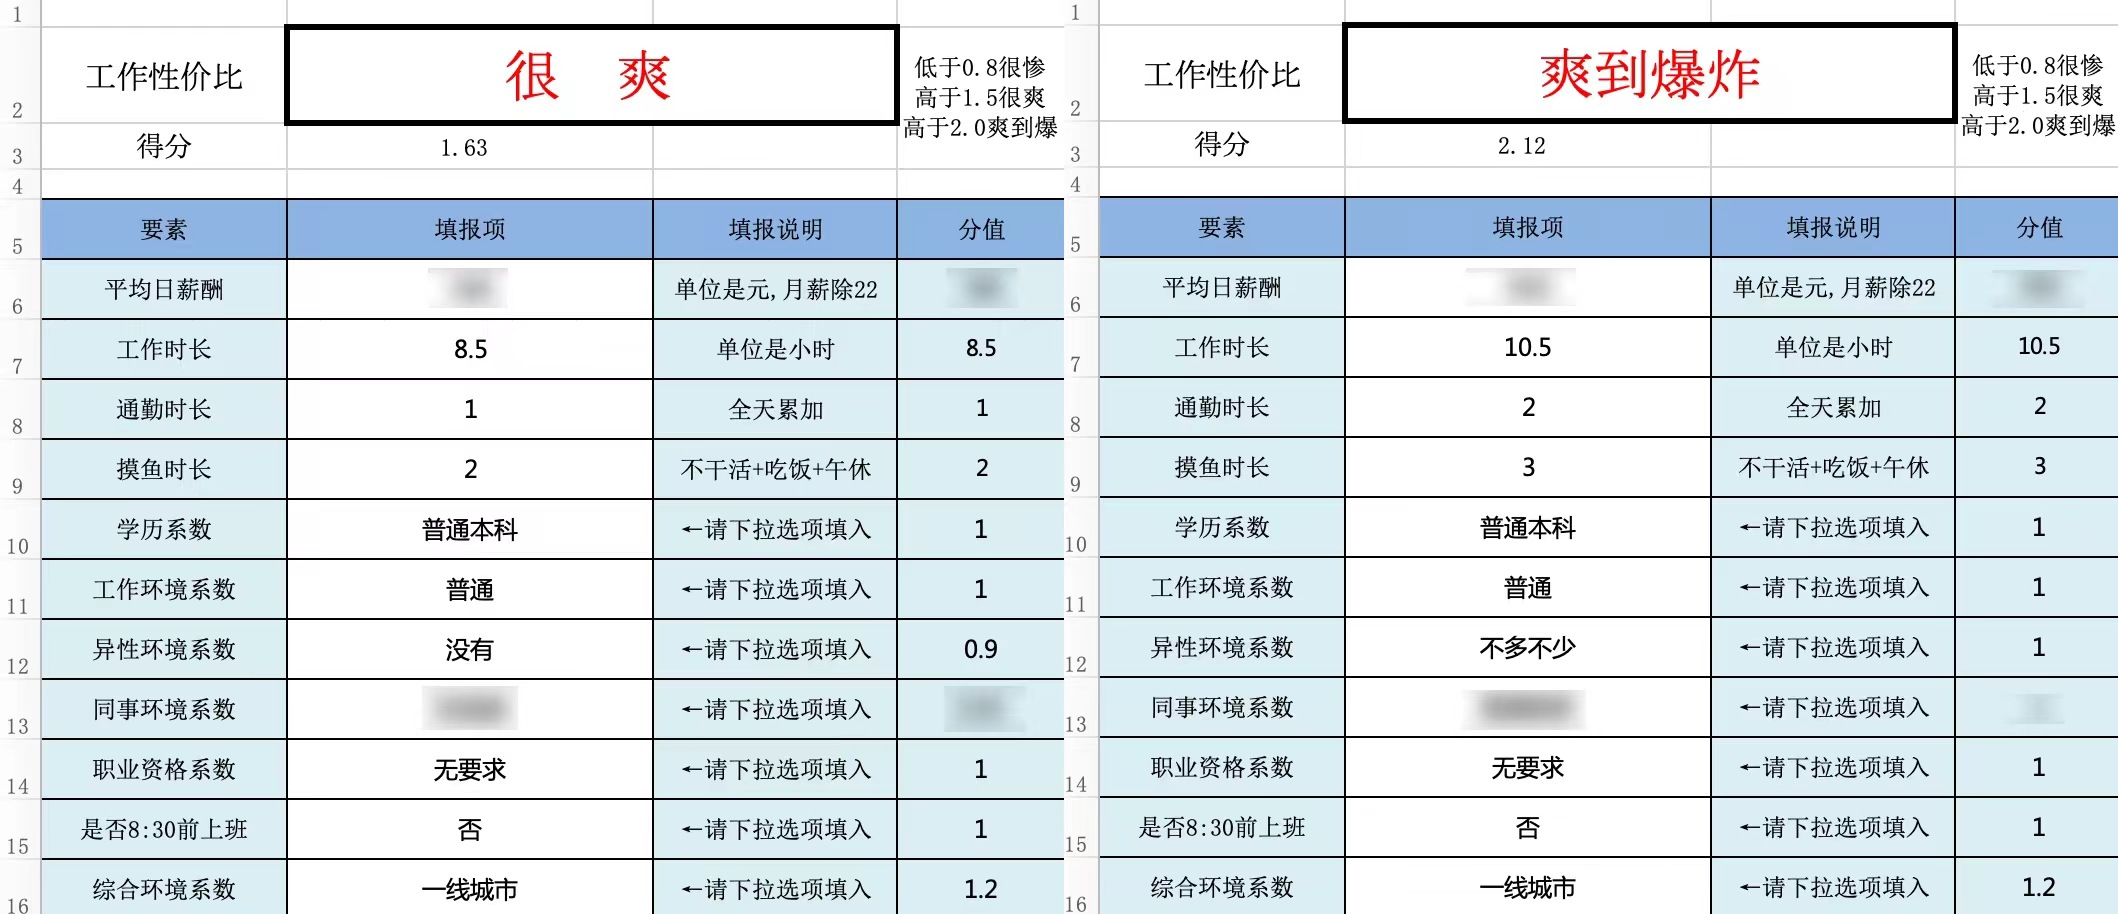 1
工作性价比 很 爽 低于0.8很惨
高于1.5很爽
2 高于2.0爽到爆
3 得分 1.63
4
5 要素 填报项 填报说明 分值
6 平均日薪酬 单位是元,月薪除22
7 工作时长 8.5 单位是小时 8.5
8 通勤时长 1 全天累加 1
9 摸鱼时长 2 不干活+吃饭+午休 2
10 学历系数 普通本科 ←请下拉选项填入 1
11 工作环境系数 普通 ←请下拉选项填入 1
12 异性环境系数 没有 ←请下拉选项填入 0.9
13 同事环境系数 ←请下拉选项填入
14 职业资格系数 无要求 ←请下拉选项填入 1
15 是否8:30前上班 否 ←请下拉选项填入 1
16 综合环境系数 一线城市 ←请下拉选项填入 1.2
1
工作性价比 爽到爆炸 低于0.8很惨
高于1.5很爽
2 高于2.0爽到爆
3 得分 2.12
4
5 要素 填报项 填报说明 分值
6 平均日薪酬 单位是元,月薪除22
7 工作时长 10.5 单位是小时 10.5
8 通勤时长 2 全天累加 2
9 摸鱼时长 3 不干活+吃饭+午休 3
10 学历系数 普通本科 ←请下拉选项填入 1
11 工作环境系数 普通 ←请下拉选项填入 1
12 异性环境系数 不多不少 ←请下拉选项填入 1
13 同事环境系数 ←请下拉选项填入
14 职业资格系数 无要求 ←请下拉选项填入 1
15 是否8:30前上班 否 ←请下拉选项填入 1
16 综合环境系数 一线城市 ←请下拉选项填入 1.2